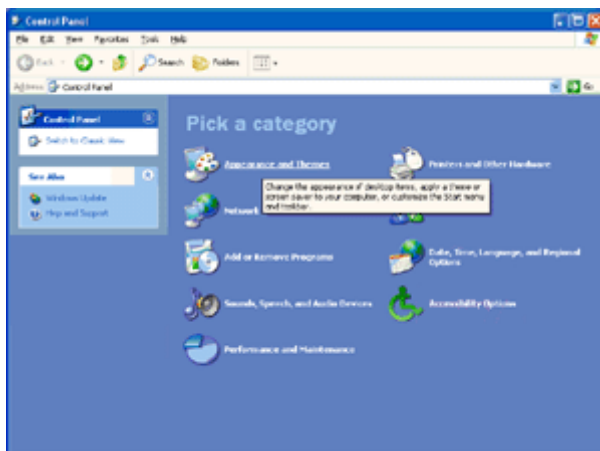 Control Panel
File Edit View Favorites Tools Help
Back Search Folders
Address Control Panel Go
Control Panel
Switch to Classic View
See Also
Windows Update
Help and Support
Pick a category
Appearance and Themes
Printers and Other Hardware
Change the appearance of desktop items, apply a theme or
screen saver to your computer, or customize the Start menu
and taskbar.
Network
Add or Remove Programs
Date, Time, Language, and Regional
Options
Sounds, Speech, and Audio Devices
Accessibility Options
Performance and Maintenance